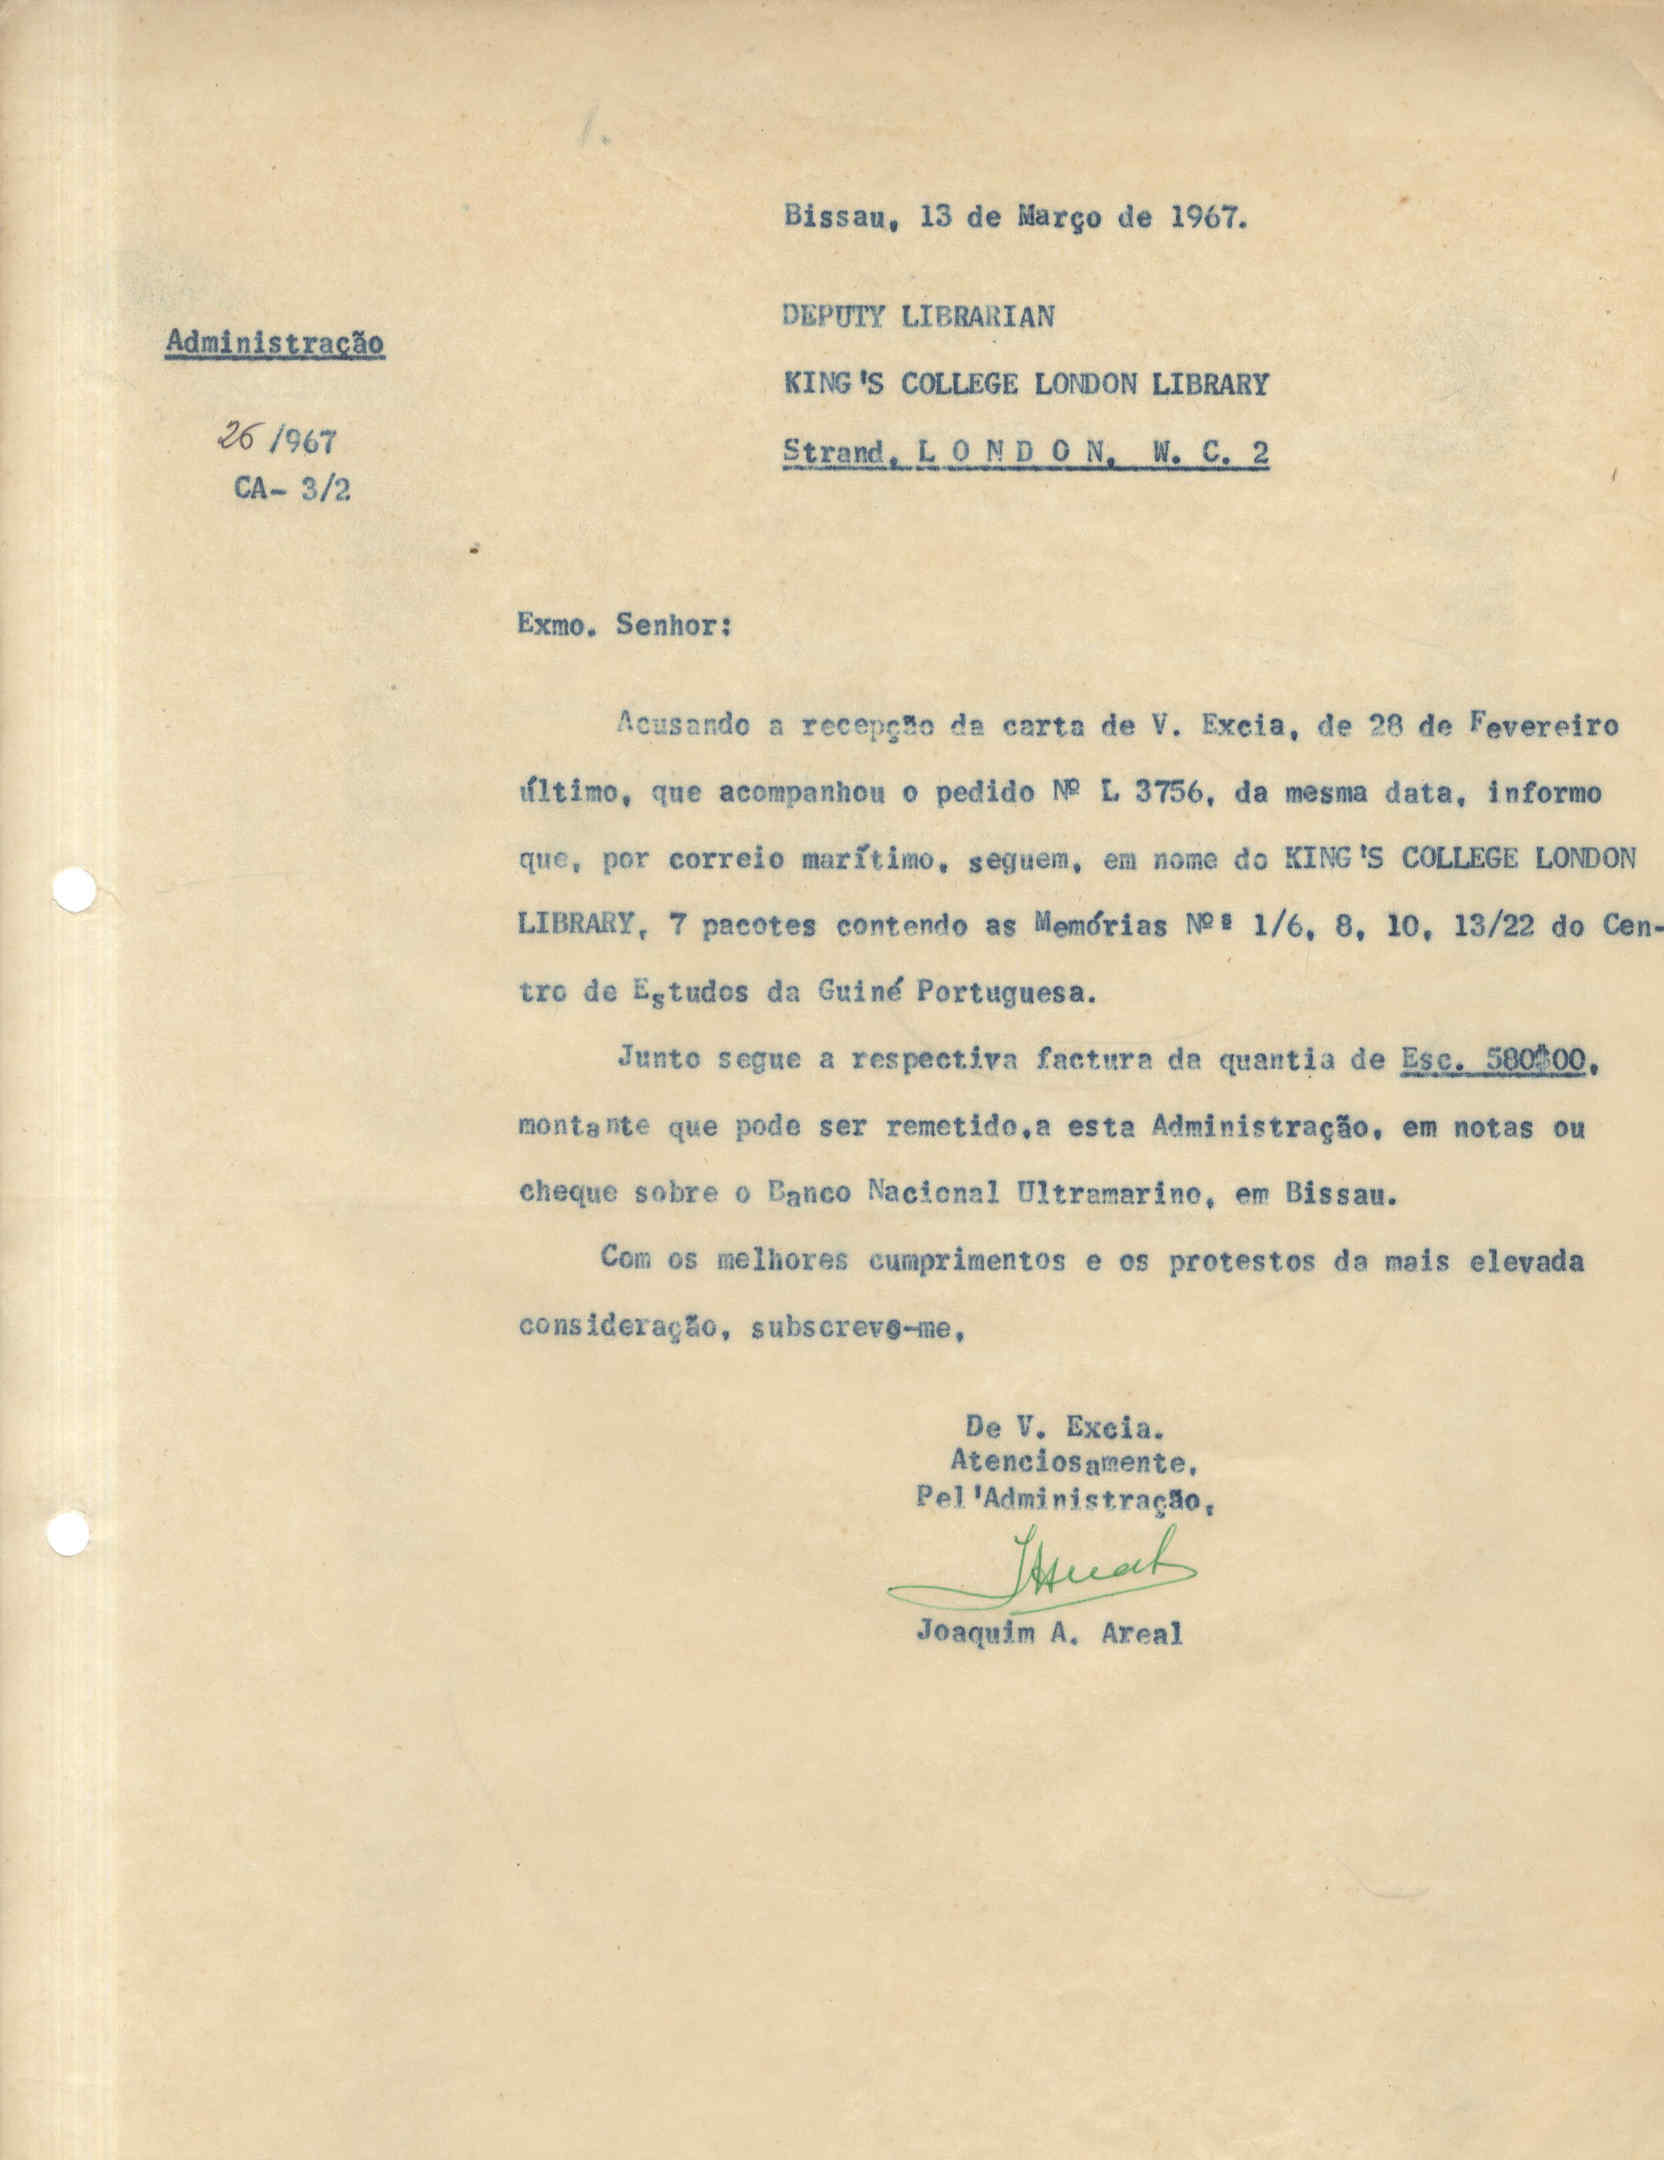 Bissau, 13 de Março de 1967.
DEPUTY LIBRARIAN
Administração
KING'S COLLEGE LONDON LIBRARY
26/967
Strand, L O N D O N, W. C. 2
CA- 3/2
Exmo. Senhor:
Acusando a recepção da carta de V. Excia, de 28 de Fevereiro
último, que acompanhou o pedido Nº L 3756, da mesma data, informo
que, por correio marítimo, seguem, em nome do KING'S COLLEGE LONDON
LIBRARY, 7 pacotes contendo as Memórias Nºs 1/6, 8, 10, 13/22 do Cen-
tro de Estudos da Guiné Portuguesa.
Junto segue a respectiva factura da quantia de Esc. 580$00,
montante que pode ser remetido,a esta Administração, em notas ou
cheque sobre o Banco Nacional Ultramarino, em Bissau.
Com os melhores cumprimentos e os protestos da mais elevada
consideração, subscrevo-me,
De V. Excia.
Atenciosamente,
Pel'Administração,
Joaquim A. Areal